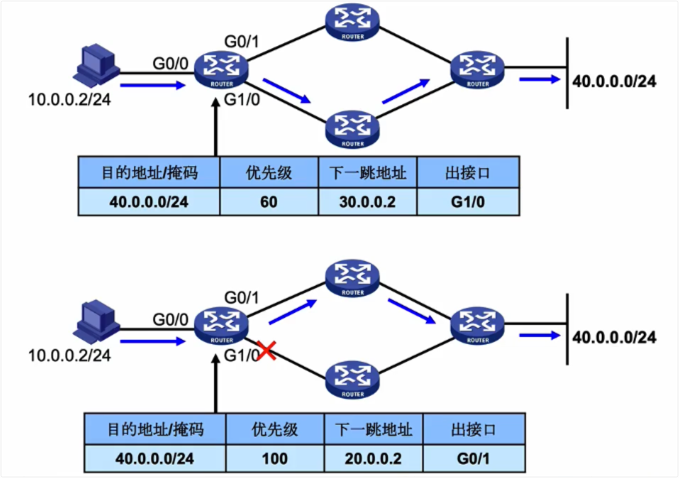 G0/1
ROUTER
G0/0
ROUTER
40.0.0.0/24
10.0.0.2/24
ROUTER
G1/0
ROUTER
目的地址/掩码 优先级 下一跳地址 出接口
40.0.0.0/24 60 30.0.0.2 G1/0
G0/1
ROUTER
G0/0
ROUTER
ROUTER
40.0.0.0/24
10.0.0.2/24
G1/0
ROUTER
目的地址/掩码 优先级 下一跳地址 出接口
40.0.0.0/24 100 20.0.0.2 G0/1